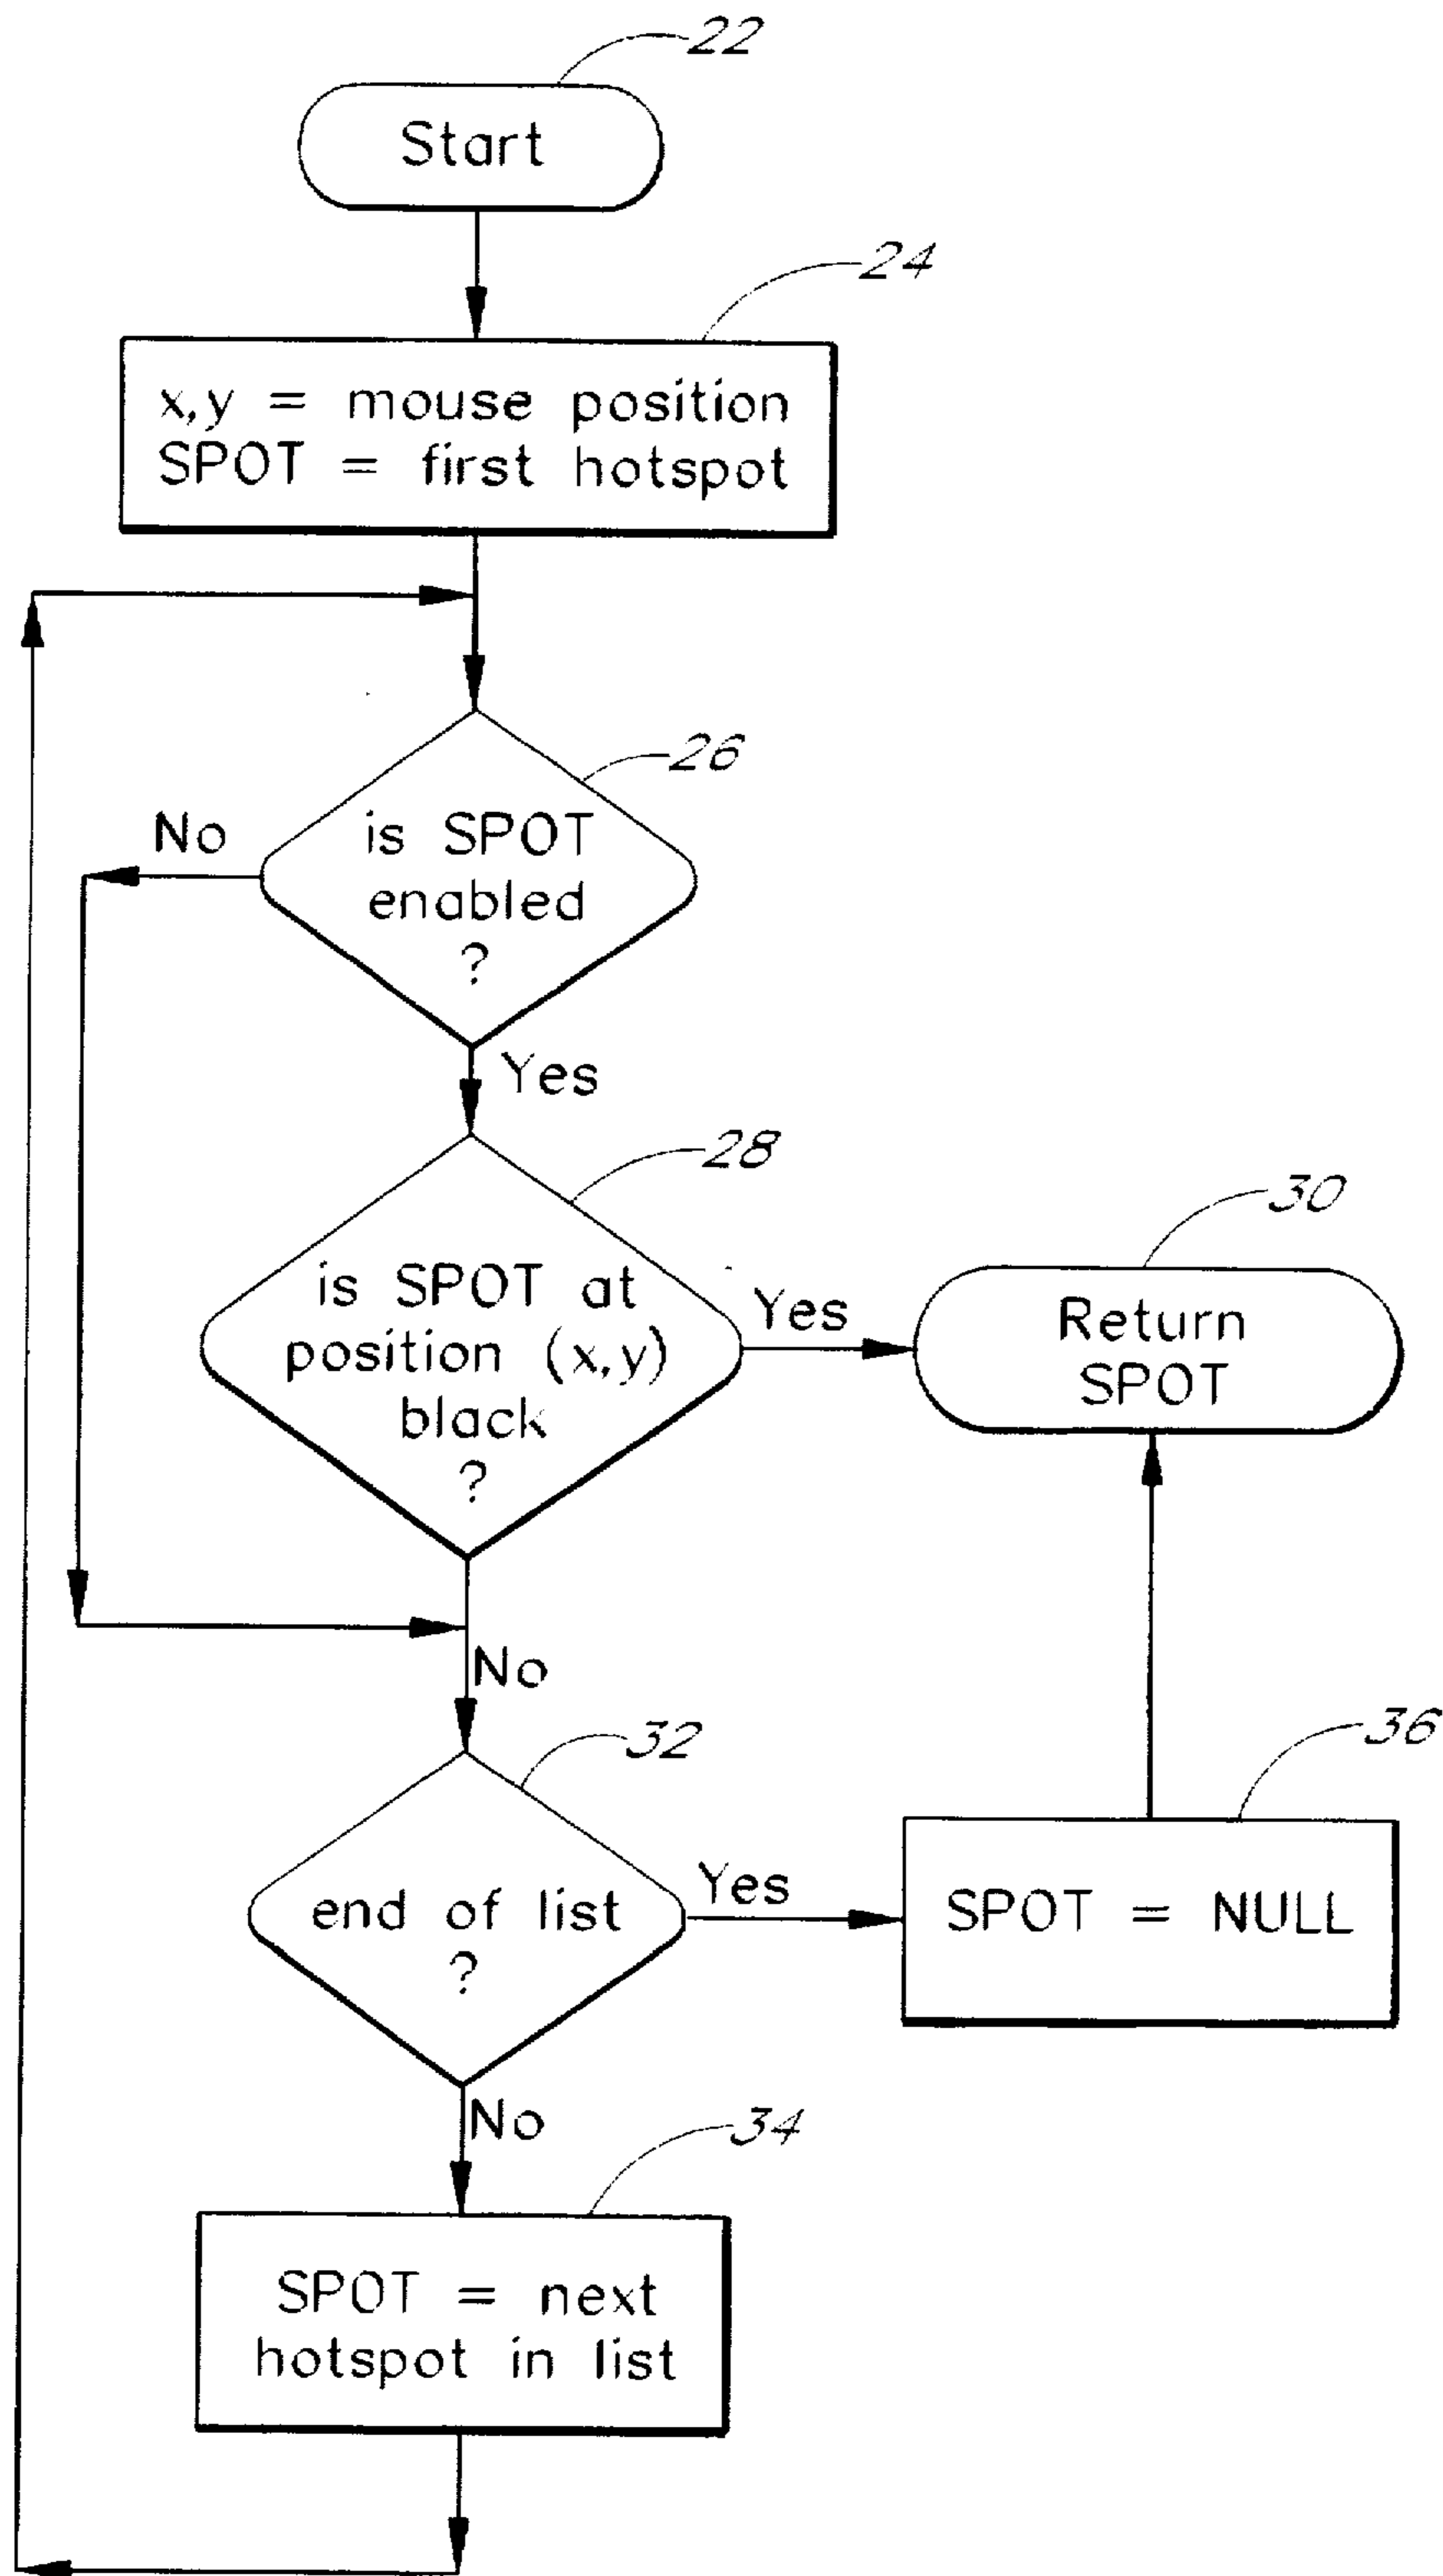 22
Start
24
x,y = mouse position
SPOT = first hotspot
26
No
is SPOT
enabled
?
Yes
28
30
is SPOT at
position (x,y)
black
?
Yes
Return
SPOT
No
32
36
end of list
?
Yes
SPOT = NULL
No
34
SPOT = next
hotspot in list